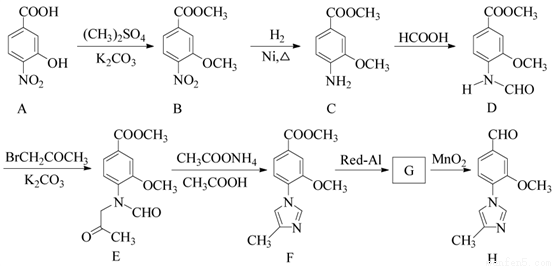 COOH
OH
NO₂
A
(CH₃)₂SO₄
K₂CO₃
COOCH₃
OCH₃
NO₂
B
H₂
Ni,△
COOCH₃
OCH₃
NH₂
C
HCOOH
COOCH₃
OCH₃
N
H
CHO
D
BrCH₂COCH₃
K₂CO₃
COOCH₃
OCH₃
N
CHO
O
CH₃
E
CH₃COONH₄
CH₃COOH
COOCH₃
OCH₃
N
N
CH₃
F
Red-Al
G
MnO₂
CHO
OCH₃
N
N
CH₃
H